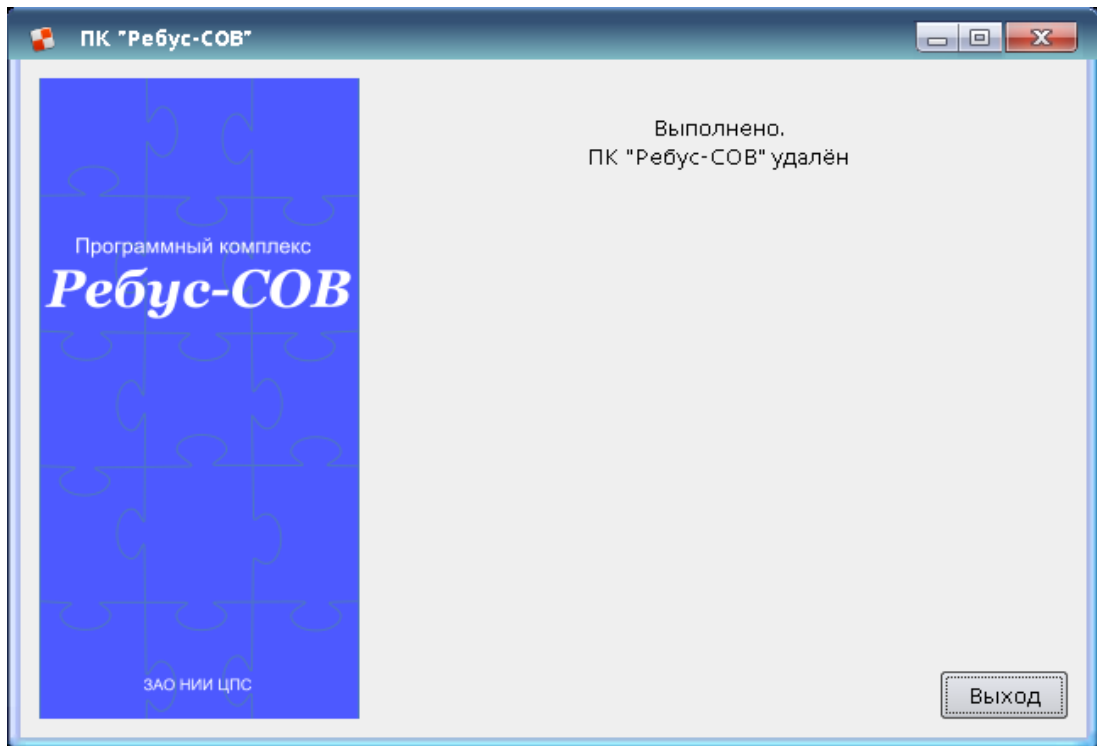 ПК "Ребус-СОВ"
Выполнено.
ПК "Ребус-СОВ" удалён
Программный комплекс
Ребус-СОВ
ЗАО НИИ ЦПС
Выход